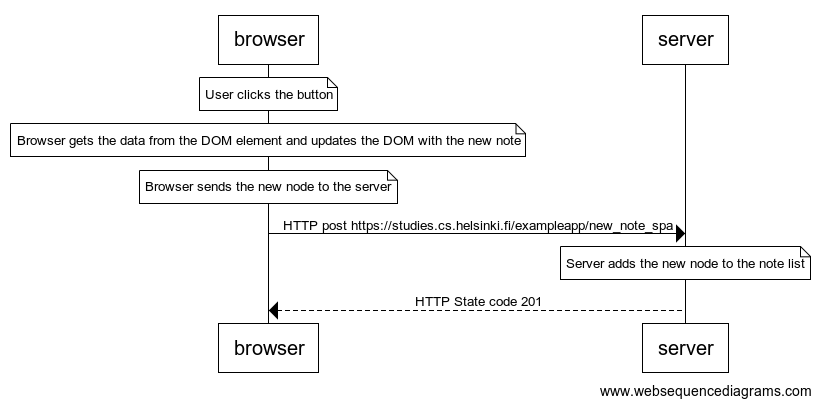 browser
server
User clicks the button
Browser gets the data from the DOM element and updates the DOM with the new note
Browser sends the new node to the server
HTTP post https://studies.cs.helsinki.fi/exampleapp/new_note_spa
Server adds the new node to the note list
HTTP State code 201
browser
server
www.websequencediagrams.com